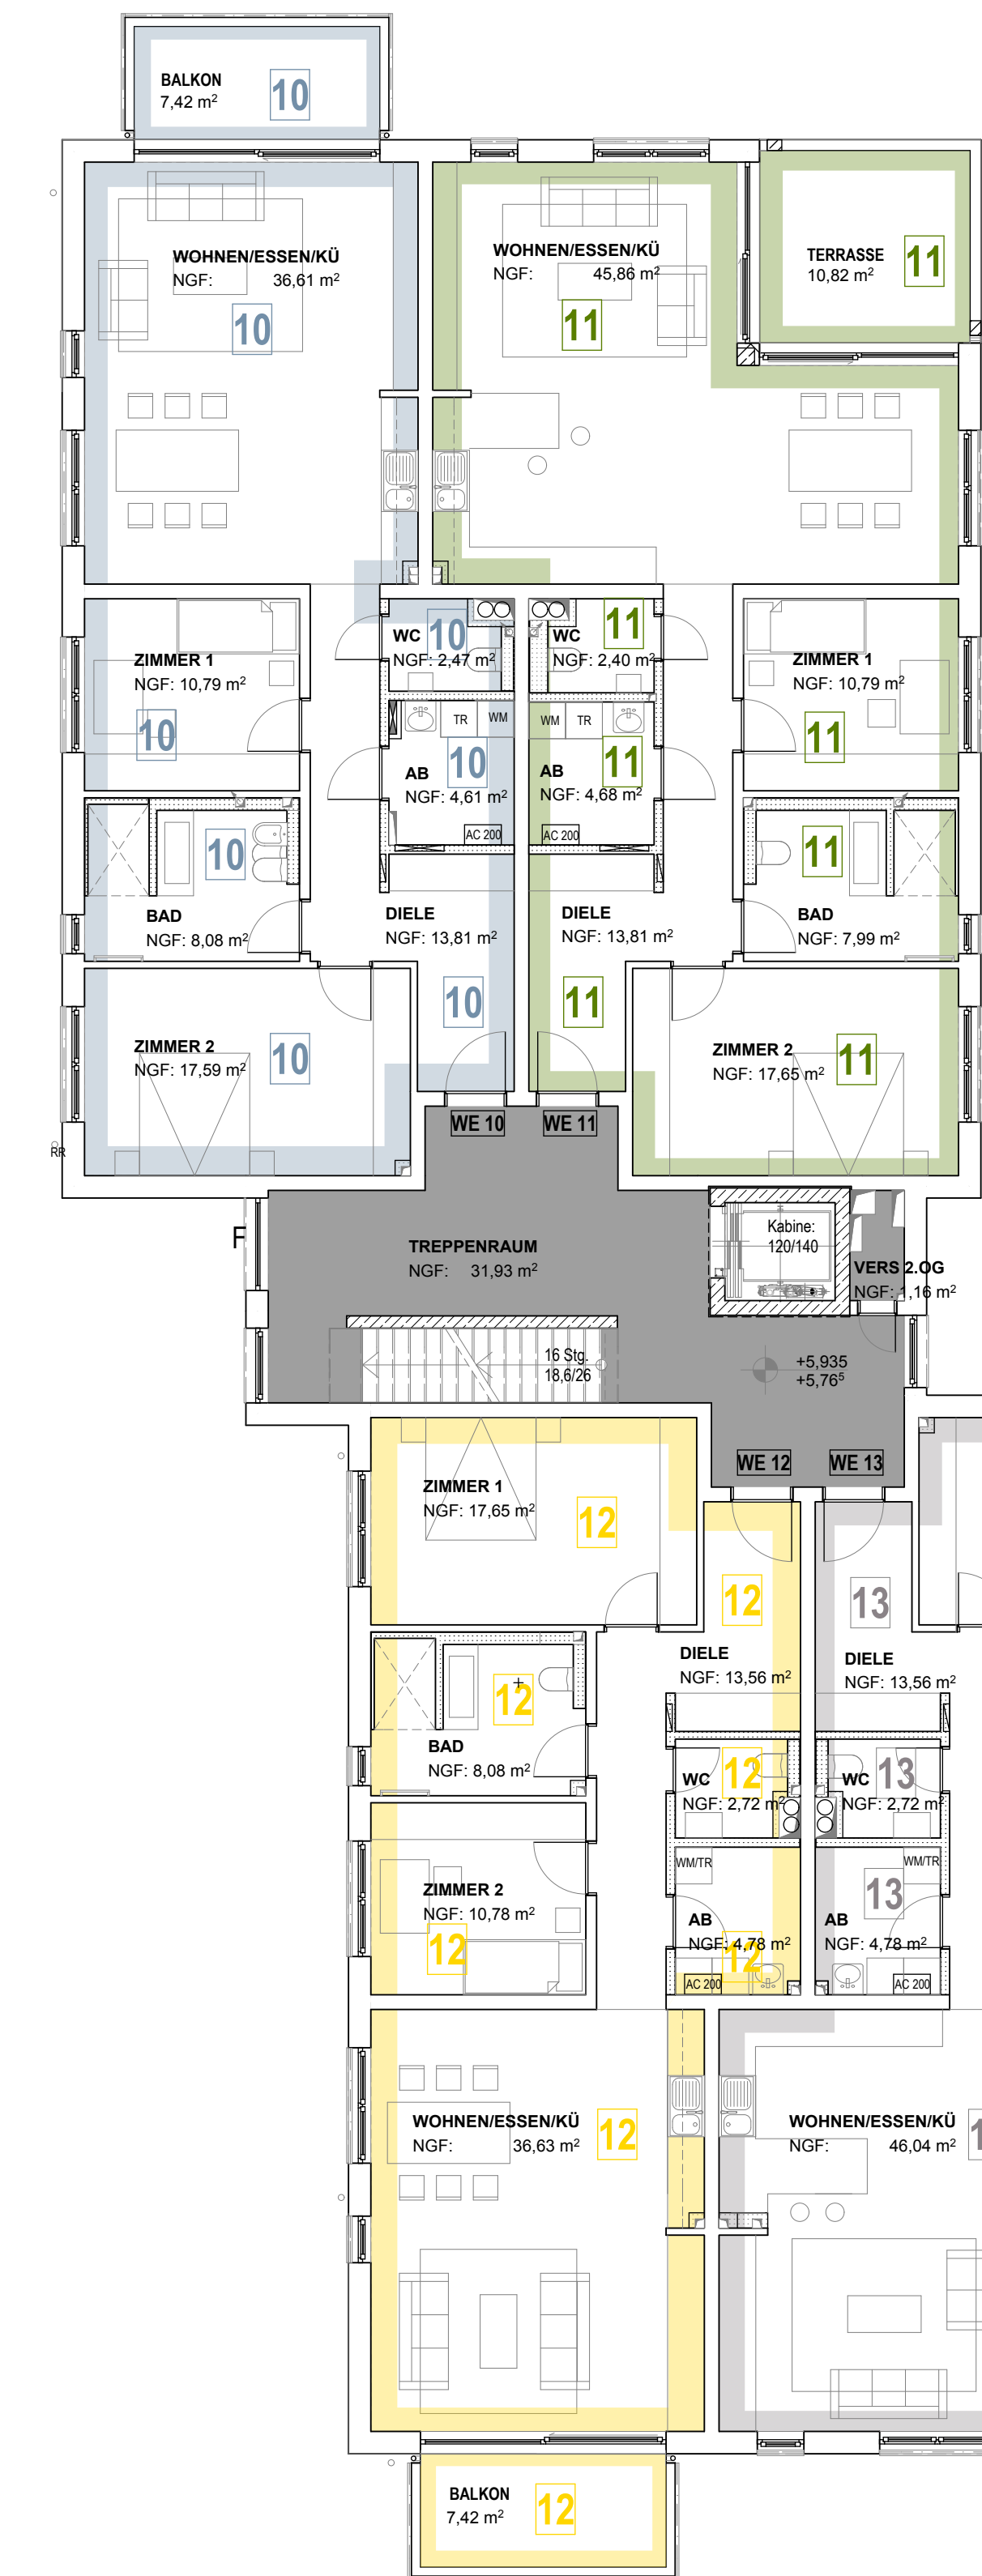 BALKON
7,42 m²
10
WOHNEN/ESSEN/KÜ
NGF: 36,61 m²
10
WOHNEN/ESSEN/KÜ
NGF: 45,86 m²
11
TERRASSE
10,82 m²
11
ZIMMER 1
NGF: 10,79 m²
10
WC
NGF: 2,47 m²
10
WC
NGF: 2,40 m²
11
ZIMMER 1
NGF: 10,79 m²
11
TR
WM
AB
NGF: 4,61 m²
10
AC 200
WM
TR
AB
NGF: 4,68 m²
11
AC 200
10
BAD
NGF: 8,08 m²
DIELE
NGF: 13,81 m²
10
DIELE
NGF: 13,81 m²
11
11
BAD
NGF: 7,99 m²
ZIMMER 2
NGF: 17,59 m²
10
ZIMMER 2
NGF: 17,65 m²
11
WE 10
WE 11
RR
F
TREPPENRAUM
NGF: 31,93 m²
Kabine:
120/140
VERS 2.OG
NGF: 1,16 m²
16 Stg.
18,6/26
+5,935
+5,76⁵
WE 12
WE 13
ZIMMER 1
NGF: 17,65 m²
12
12
DIELE
NGF: 13,56 m²
13
DIELE
NGF: 13,56 m²
12
BAD
NGF: 8,08 m²
12
WC
NGF: 2,72 m²
13
WC
NGF: 2,72 m²
ZIMMER 2
NGF: 10,78 m²
12
WM/TR
AB
NGF: 4,78 m²
12
AC 200
WM/TR
13
AB
NGF: 4,78 m²
AC 200
WOHNEN/ESSEN/KÜ
NGF: 36,63 m²
12
WOHNEN/ESSEN/KÜ
NGF: 46,04 m²
BALKON
7,42 m²
12